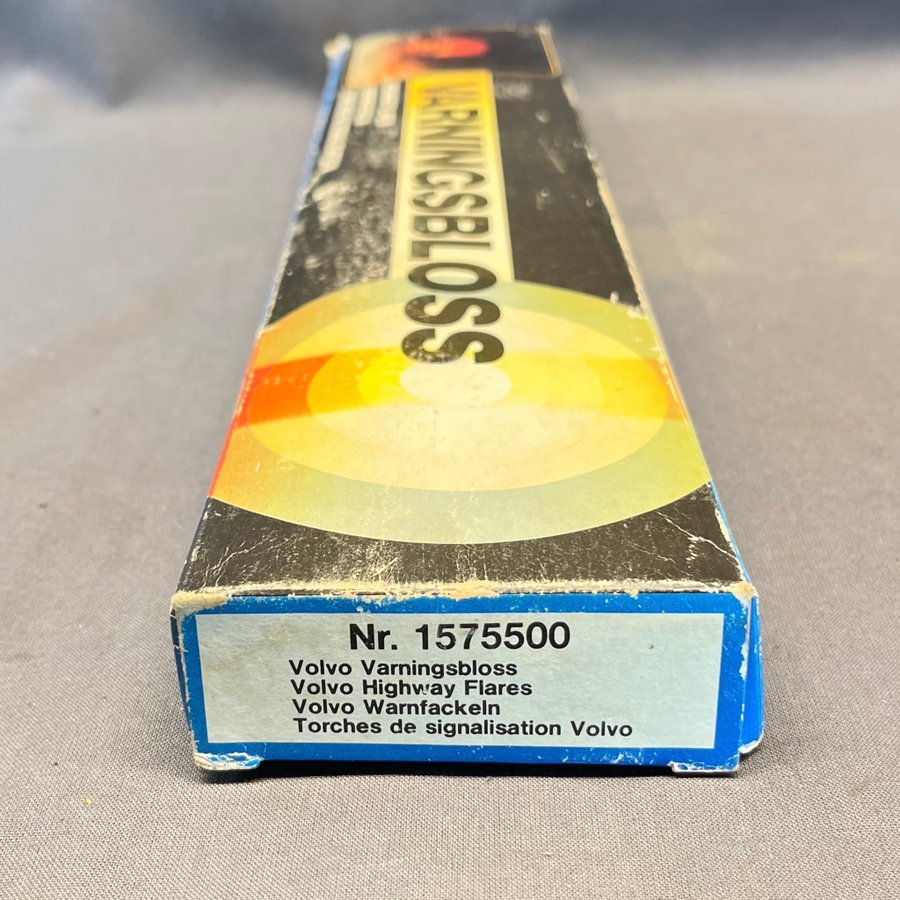 VARNINGSBLOSS
Nr. 1575500
Volvo Varningsbloss
Volvo Highway Flares
Volvo Warnfackeln
Torches de signalisation Volvo